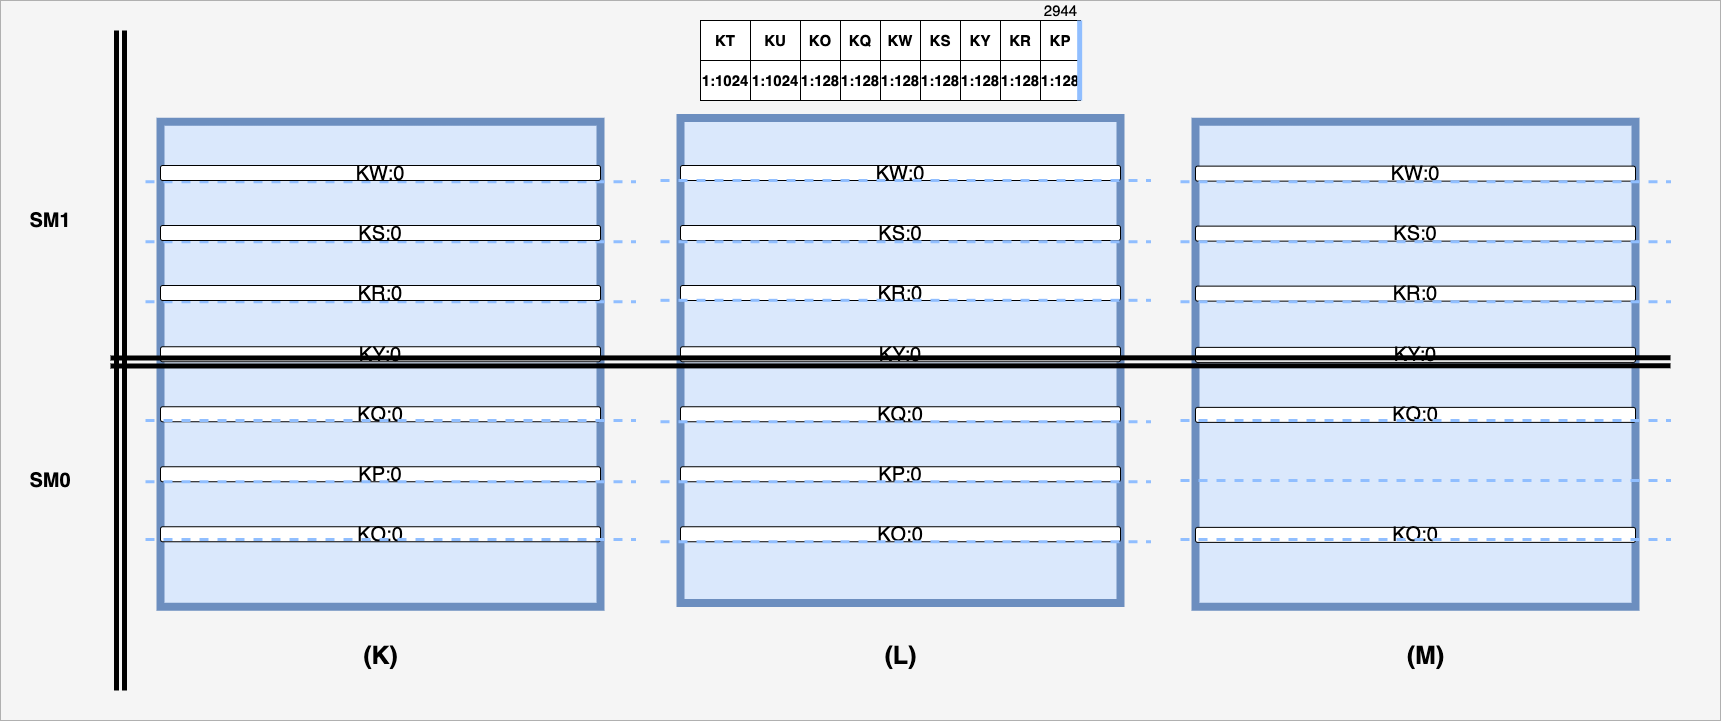 2944
KT KU KO KQ KW KS KY KR KP
1:1024 1:1024 1:128 1:128 1:128 1:128 1:128 1:128 1:128
KW:0 KW:0 KW:0
SM1
KS:0 KS:0 KS:0
KR:0 KR:0 KR:0
KY:0 KY:0 KY:0
KQ:0 KQ:0 KQ:0
SM0
KP:0 KP:0
KO:0 KO:0 KO:0
(K) (L) (M)